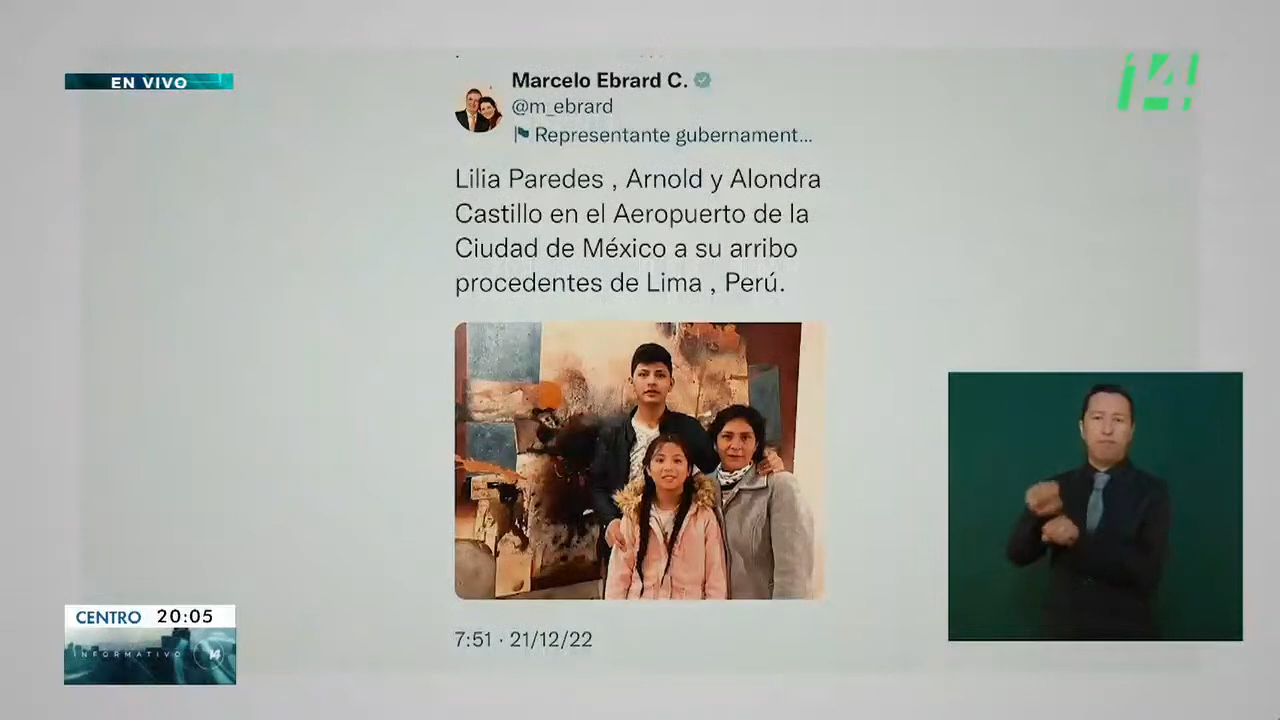 EN VIVO
14
Marcelo Ebrard C.
@m_ebrard
Representante gubernament...
Lilia Paredes , Arnold y Alondra
Castillo en el Aeropuerto de la
Ciudad de México a su arribo
procedentes de Lima , Perú.
7:51 · 21/12/22
CENTRO 20:05
INFORMATIVO 14